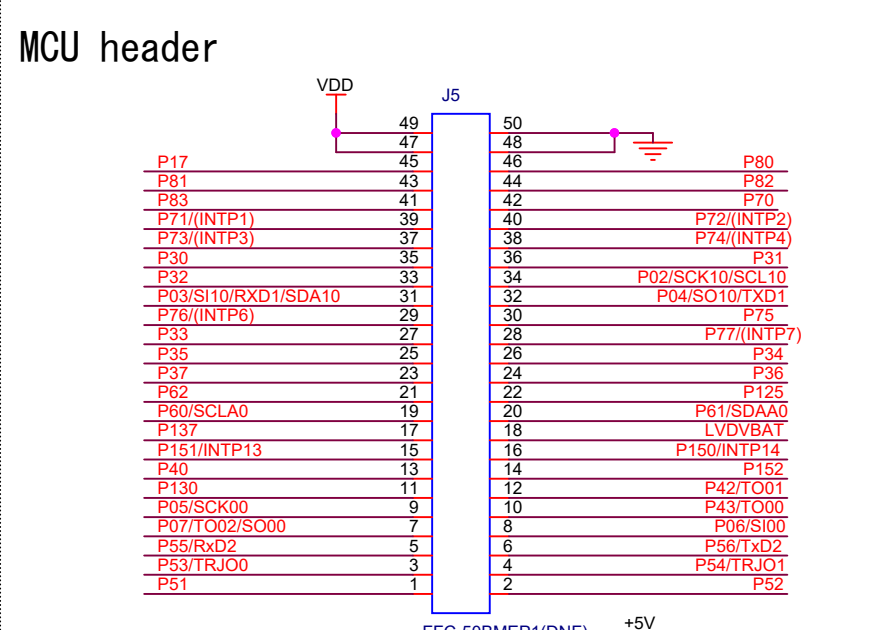 MCU header
VDD
J5
49 50
47 48
P17 45 46 P80
P81 43 44 P82
P83 41 42 P70
P71/(INTP1) 39 40 P72/(INTP2)
P73/(INTP3) 37 38 P74/(INTP4)
P30 35 36 P31
P32 33 34 P02/SCK10/SCL10
P03/SI10/RXD1/SDA10 31 32 P04/SO10/TXD1
P76/(INTP6) 29 30 P75
P33 27 28 P77/(INTP7)
P35 25 26 P34
P37 23 24 P36
P62 21 22 P125
P60/SCLA0 19 20 P61/SDAA0
P137 17 18 LVDVBAT
P151/INTP13 15 16 P150/INTP14
P40 13 14 P152
P130 11 12 P42/TO01
P05/SCK00 9 10 P43/TO00
P07/TO02/SO00 7 8 P06/SI00
P55/RxD2 5 6 P56/TxD2
P53/TRJO0 3 4 P54/TRJO1
P51 1 2 P52
+5V